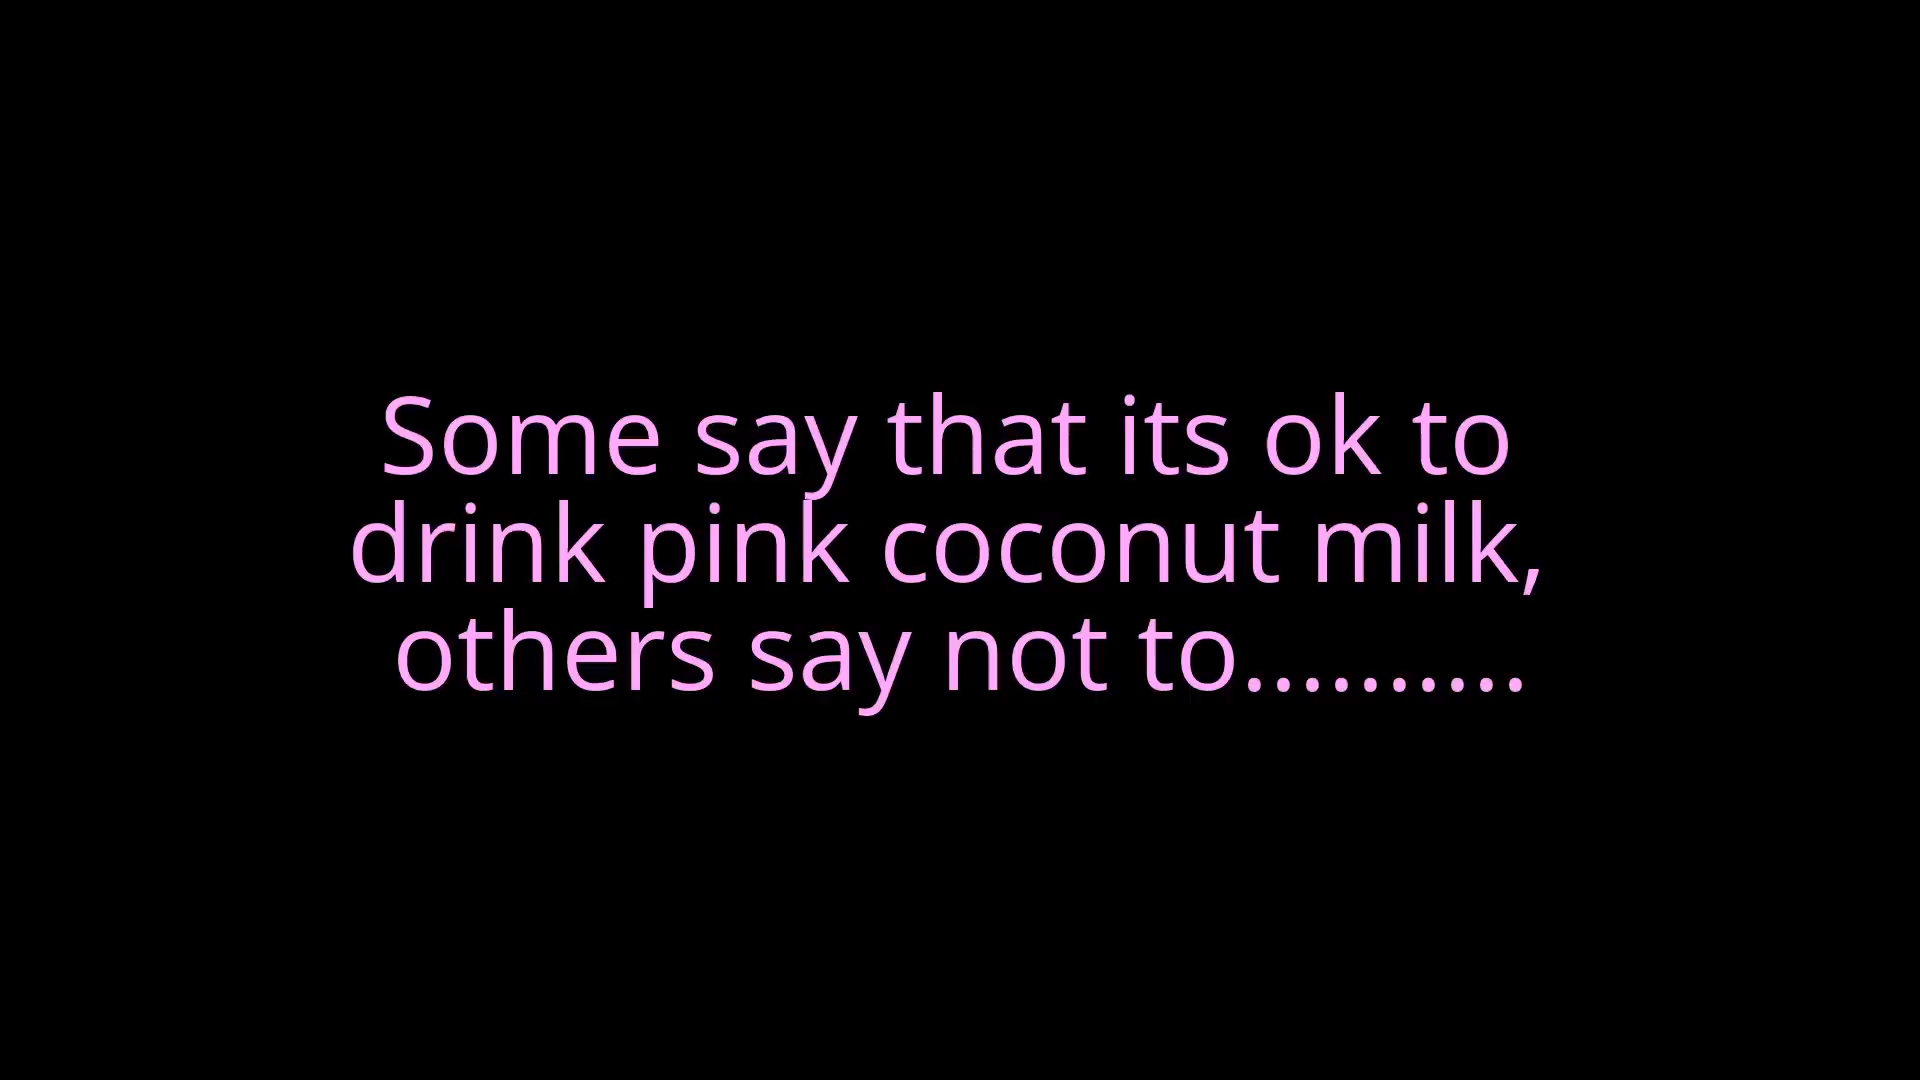 Some say that its ok to
drink pink coconut milk,
others say not to..........